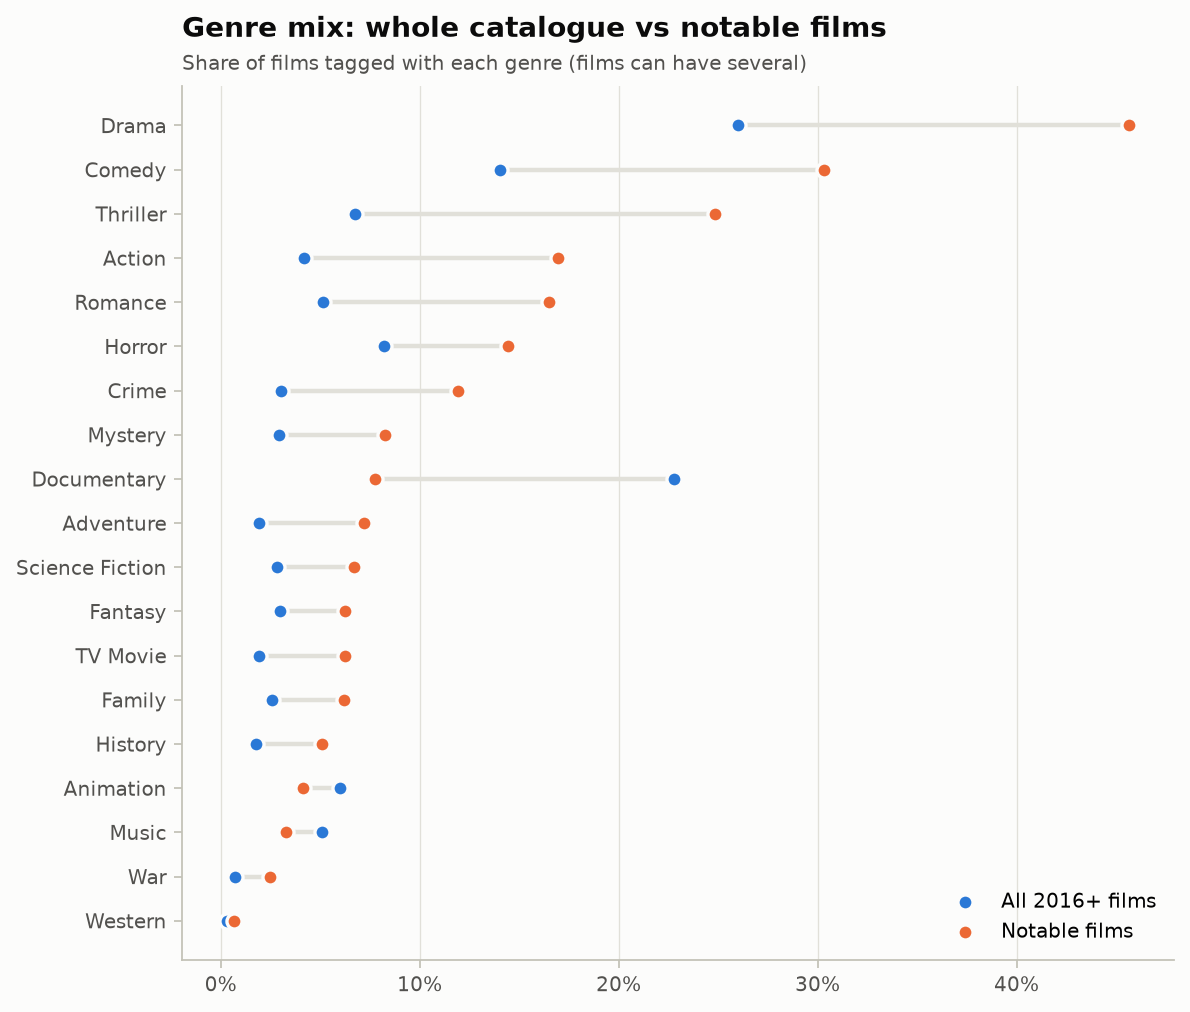 Genre mix: whole catalogue vs notable films
Share of films tagged with each genre (films can have several)
Drama
Comedy
Thriller
Action
Romance
Horror
Crime
Mystery
Documentary
Adventure
Science Fiction
Fantasy
TV Movie
Family
History
Animation
Music
War
Western
All 2016+ films
Notable films
0% 10% 20% 30% 40%